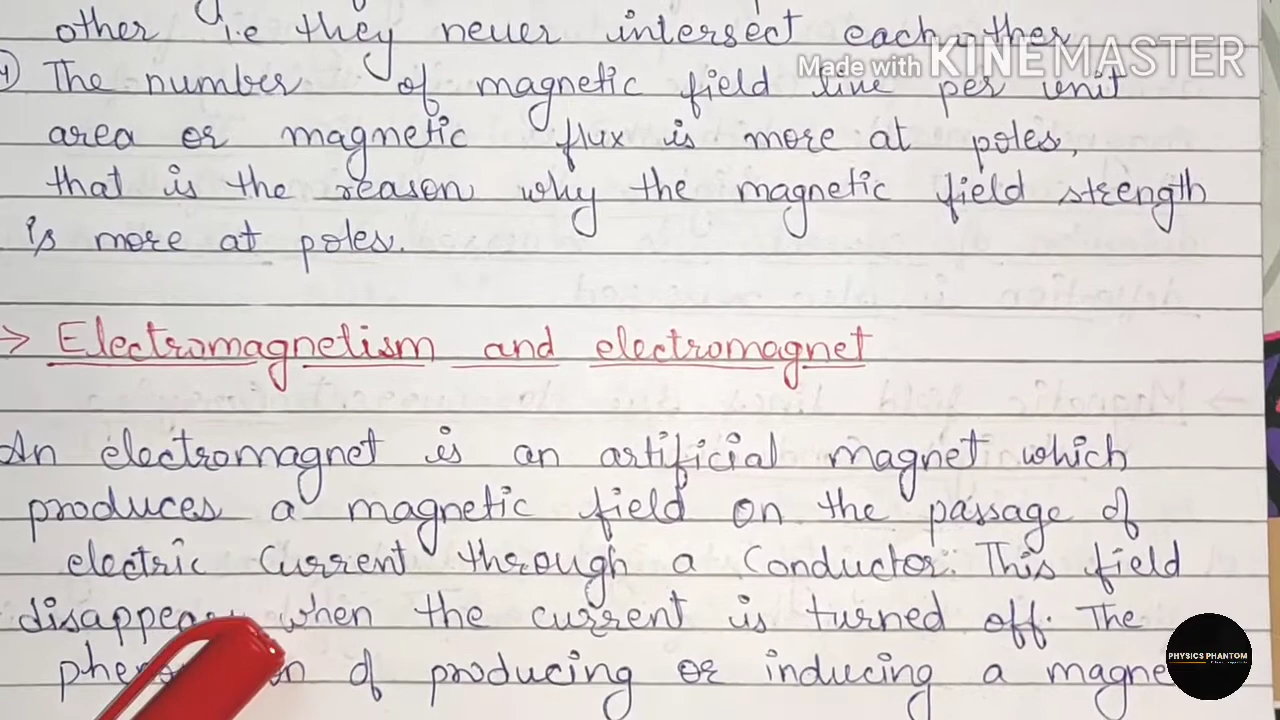 other i.e they never intersect each other
Made with KINEMASTER
4) The number of magnetic field line per unit
area or magnetic flux is more at poles,
that is the reason why the magnetic field strength
is more at poles.
→ Electromagnetism and electromagnet
An electromagnet is an artificial magnet which
produces a magnetic field on the passage of
electric current through a conductor. This field
when the current is turned off. The
of producing or inducing a
PHYSICS PHANTOM